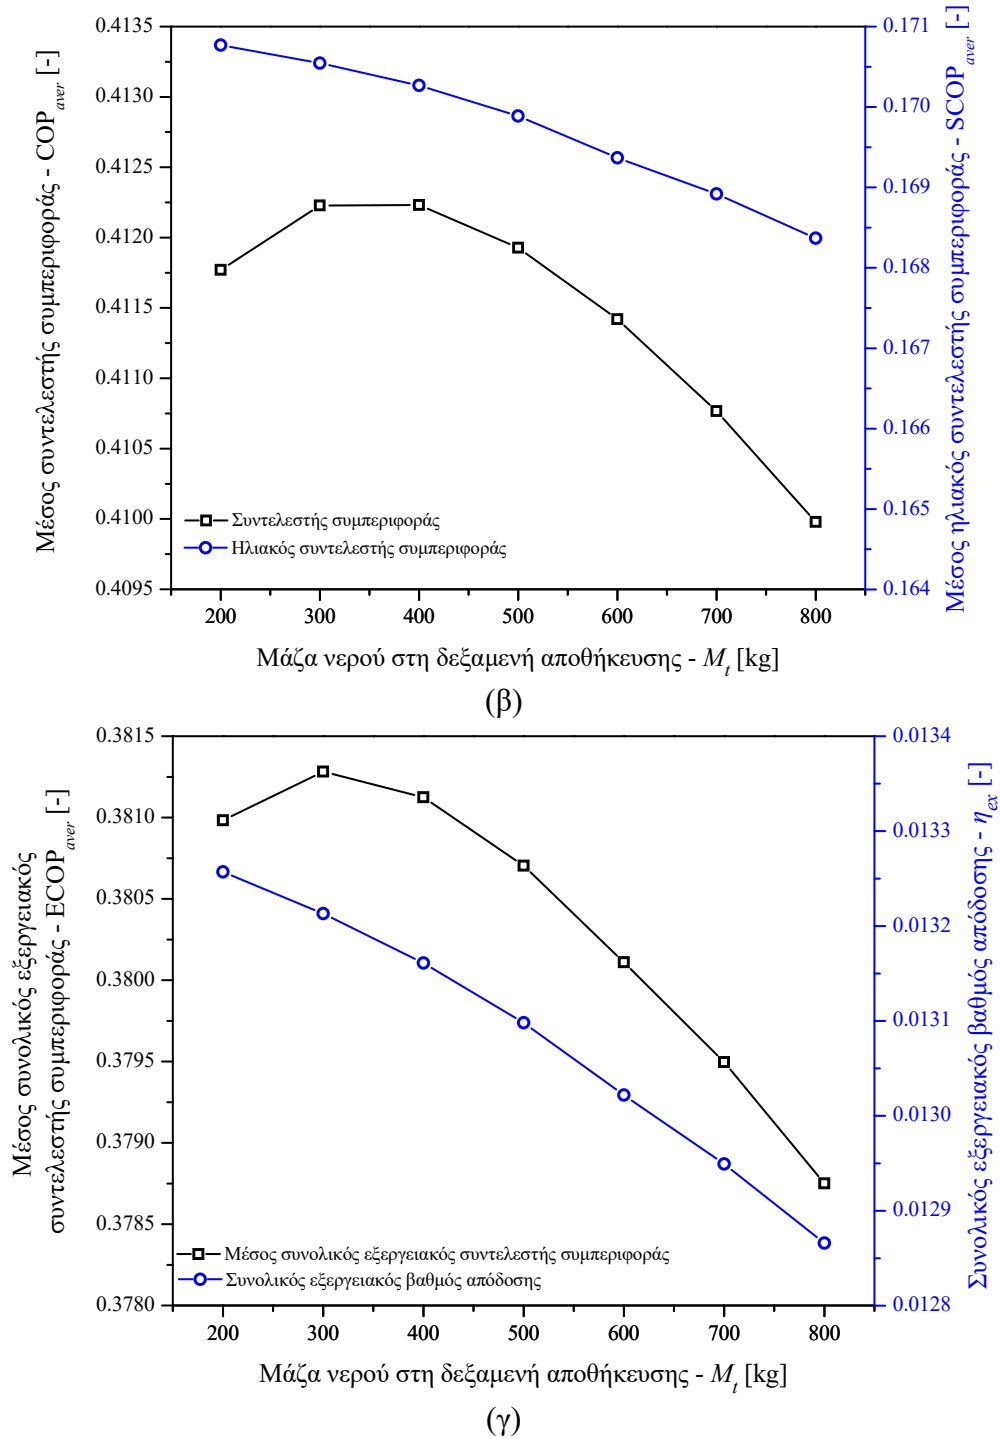 0.4135
0.4130
0.4125
0.4120
0.4115
0.4110
0.4105
0.4100
0.4095
Μέσος συντελεστής συμπεριφοράς - COP_aver [-]
0.171
0.170
0.169
0.168
0.167
0.166
0.165
0.164
Μέσος ηλιακός συντελεστής συμπεριφοράς - SCOP_aver [-]
Συντελεστής συμπεριφοράς
Ηλιακός συντελεστής συμπεριφοράς
200 300 400 500 600 700 800
Μάζα νερού στη δεξαμενή αποθήκευσης - M_t [kg]
(β)
0.3815
0.3810
0.3805
0.3800
0.3795
0.3790
0.3785
0.3780
Μέσος συνολικός εξεργειακός
συντελεστής συμπεριφοράς - ECOP_aver [-]
0.0134
0.0133
0.0132
0.0131
0.0130
0.0129
0.0128
Συνολικός εξεργειακός βαθμός απόδοσης - η_ex [-]
Μέσος συνολικός εξεργειακός συντελεστής συμπεριφοράς
Συνολικός εξεργειακός βαθμός απόδοσης
200 300 400 500 600 700 800
Μάζα νερού στη δεξαμενή αποθήκευσης - M_t [kg]
(γ)